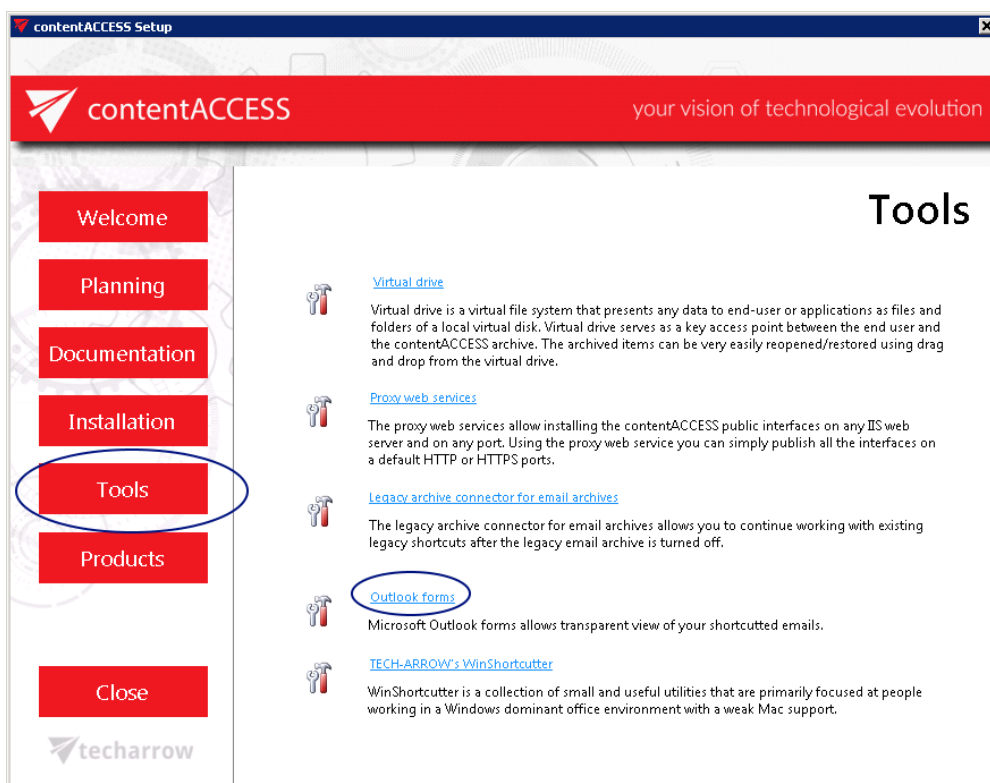 contentACCESS Setup
contentACCESS
your vision of technological evolution
Welcome
Planning
Documentation
Installation
Tools
Products
Close
techarrow
Tools
Virtual drive
Virtual drive is a virtual file system that presents any data to end-user or applications as files and
folders of a local virtual disk. Virtual drive serves as a key access point between the end user and
the contentACCESS archive. The archived items can be very easily reopened/restored using drag
and drop from the virtual drive.
Proxy web services
The proxy web services allow installing the contentACCESS public interfaces on any IIS web
server and on any port. Using the proxy web service you can simply publish all the interfaces on
a default HTTP or HTTPS ports.
Legacy archive connector for email archives
The legacy archive connector for email archives allows you to continue working with existing
legacy shortcuts after the legacy email archive is turned off.
Outlook forms
Microsoft Outlook forms allows transparent view of your shortcutted emails.
TECH-ARROW's WinShortcutter
WinShortcutter is a collection of small and useful utilities that are primarily focused at people
working in a Windows dominant office environment with a weak Mac support.